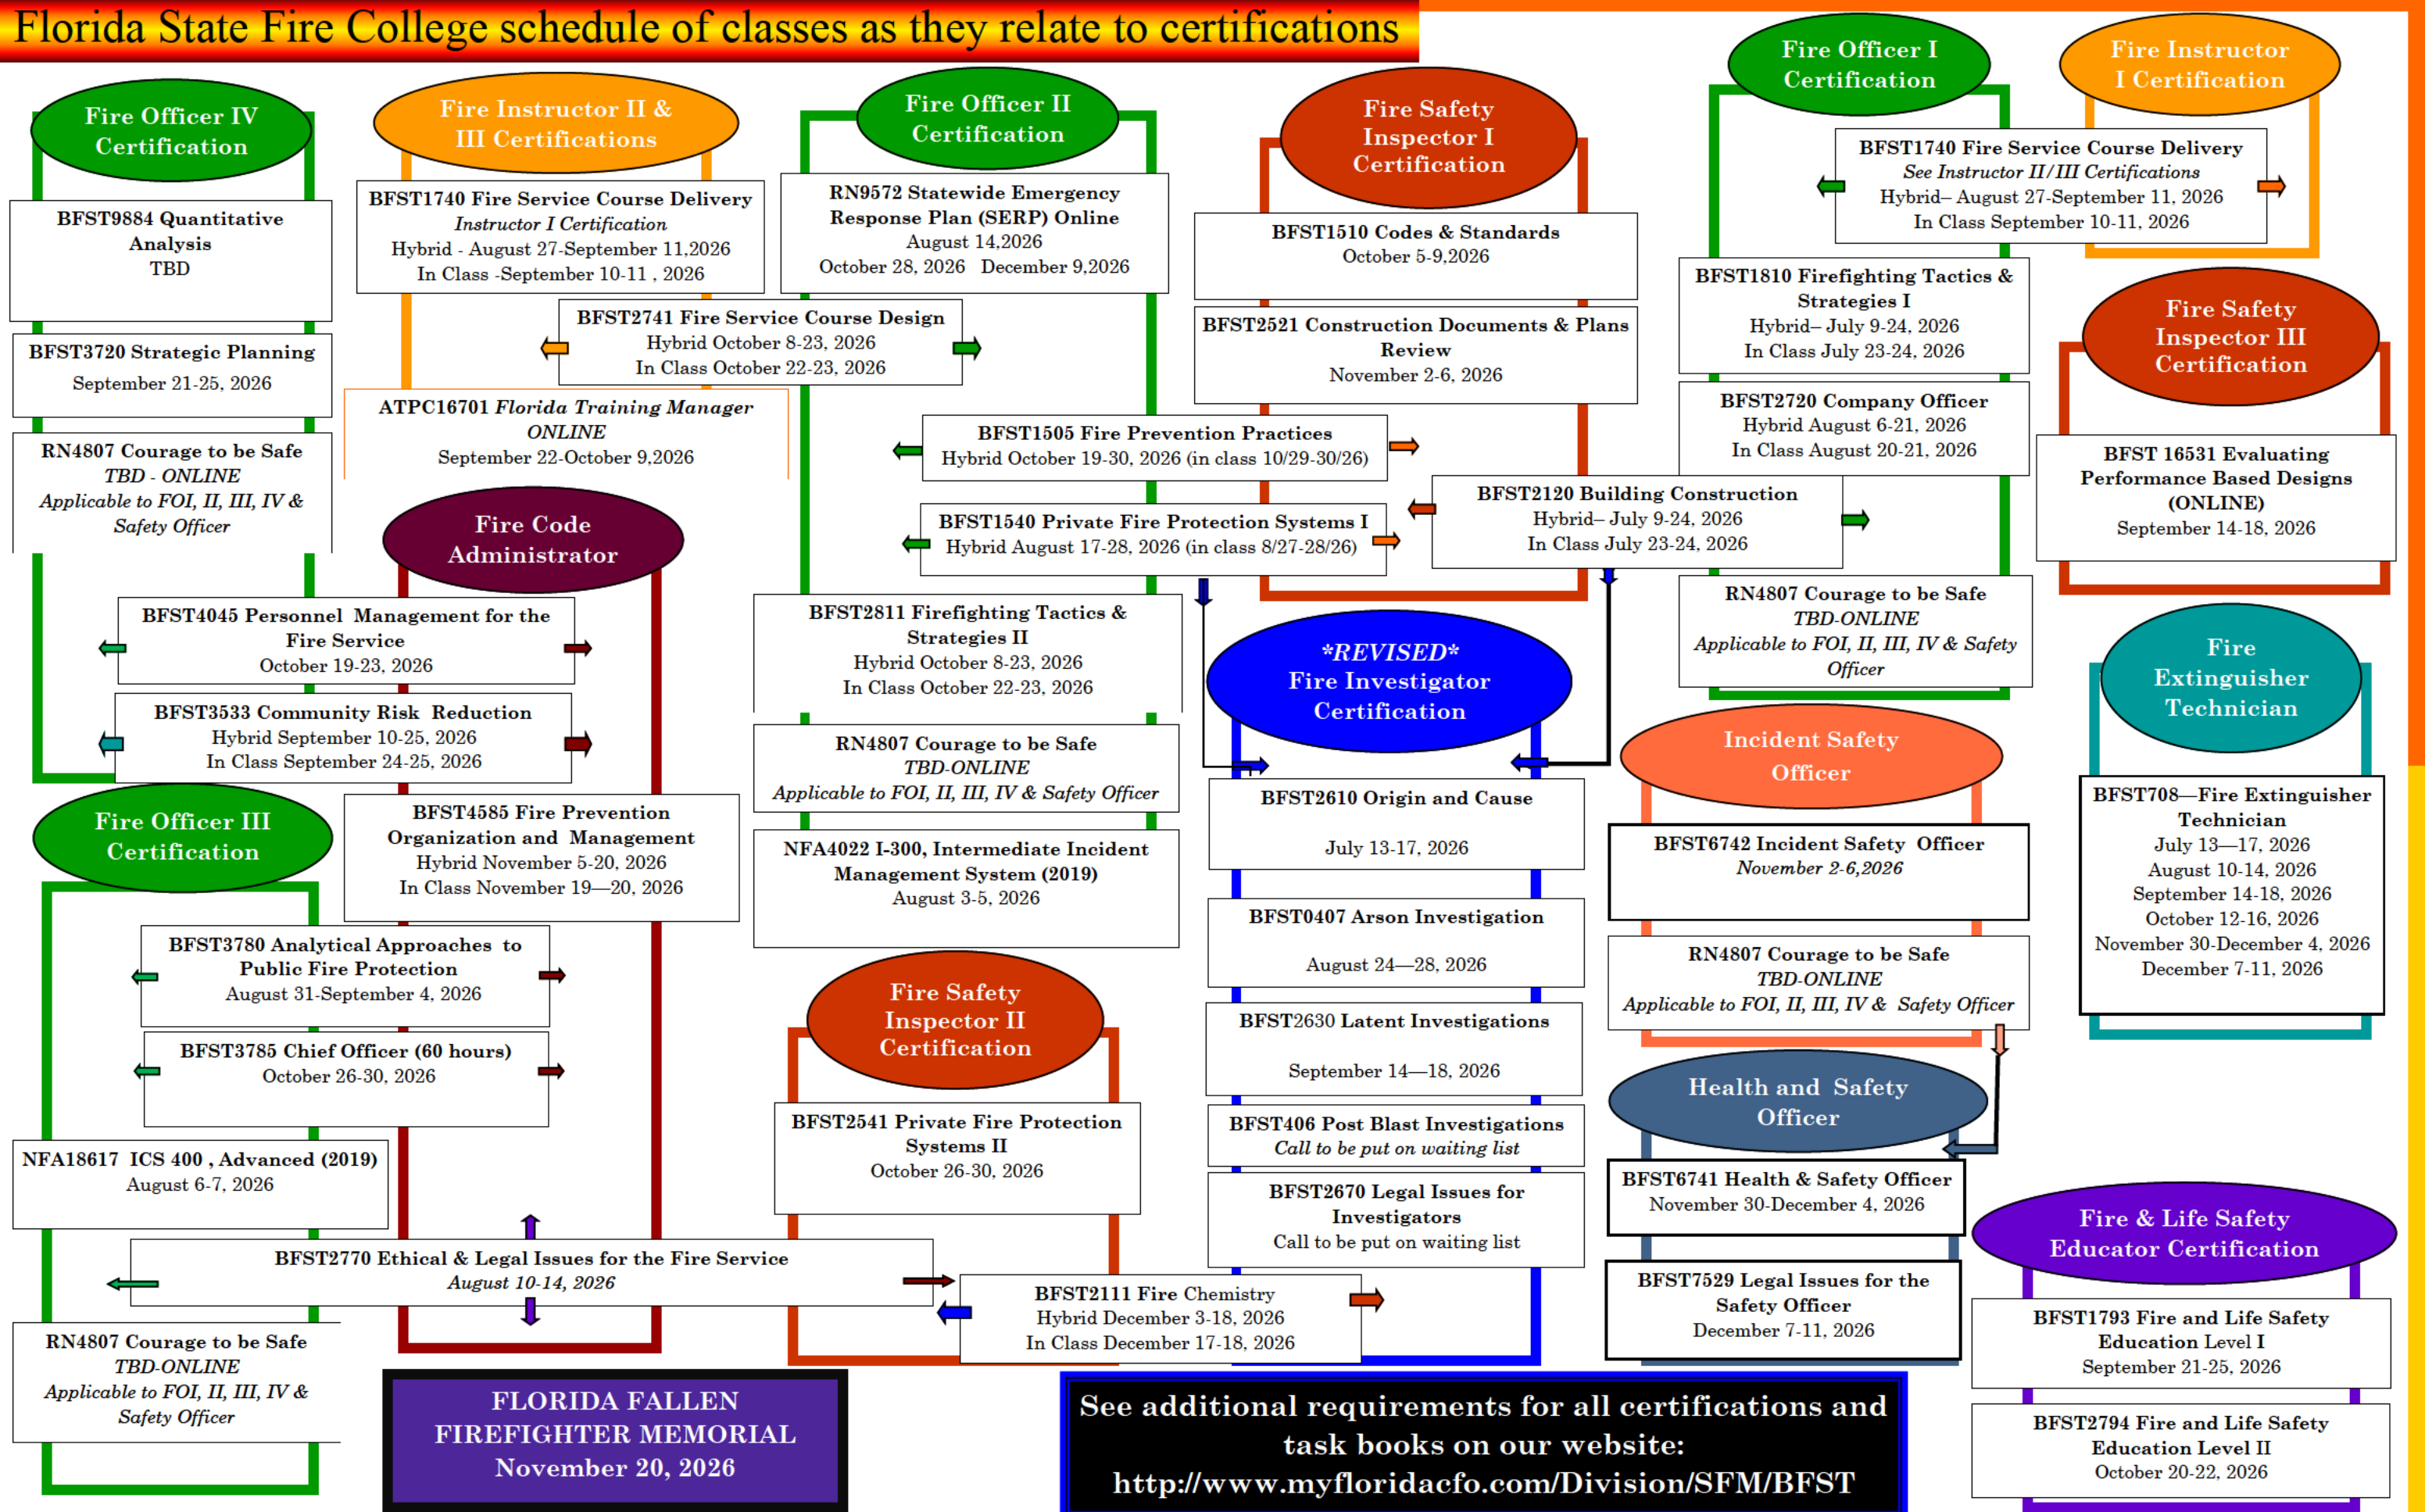 Florida State Fire College schedule of classes as they relate to certifications
Fire Officer IV
Certification
BFST9884 Quantitative
Analysis
TBD
BFST3720 Strategic Planning
September 21-25, 2026
RN4807 Courage to be Safe
TBD - ONLINE
Applicable to FOI, II, III, IV &
Safety Officer
Fire Instructor II &
III Certifications
BFST1740 Fire Service Course Delivery
Instructor I Certification
Hybrid - August 27-September 11,2026
In Class -September 10-11 , 2026
BFST2741 Fire Service Course Design
Hybrid October 8-23, 2026
In Class October 22-23, 2026
ATPC16701 Florida Training Manager
ONLINE
September 22-October 9,2026
Fire Code
Administrator
BFST4045 Personnel  Management for the
Fire Service
October 19-23, 2026
BFST3533 Community Risk  Reduction
Hybrid September 10-25, 2026
In Class September 24-25, 2026
Fire Officer III
Certification
BFST4585 Fire Prevention
Organization and  Management
Hybrid November 5-20, 2026
In Class November 19—20, 2026
BFST3780 Analytical Approaches  to
Public Fire Protection
August 31-September 4, 2026
BFST3785 Chief Officer (60 hours)
October 26-30, 2026
NFA18617  ICS 400 , Advanced (2019)
August 6-7, 2026
BFST2770 Ethical & Legal Issues for the Fire Service
August 10-14, 2026
RN4807 Courage to be Safe
TBD-ONLINE
Applicable to FOI, II, III, IV &
Safety Officer
FLORIDA FALLEN
FIREFIGHTER MEMORIAL
November 20, 2026
Fire Officer II
Certification
RN9572 Statewide Emergency
Response Plan (SERP) Online
August 14,2026
October 28, 2026   December 9,2026
BFST1505 Fire Prevention Practices
Hybrid October 19-30, 2026 (in class 10/29-30/26)
BFST1540 Private Fire Protection Systems I
Hybrid August 17-28, 2026 (in class 8/27-28/26)
BFST2811 Firefighting Tactics &
Strategies II
Hybrid October 8-23, 2026
In Class October 22-23, 2026
RN4807 Courage to be Safe
TBD-ONLINE
Applicable to FOI, II, III, IV & Safety Officer
NFA4022 I-300, Intermediate Incident
Management System (2019)
August 3-5, 2026
Fire Safety
Inspector II
Certification
BFST2541 Private Fire Protection
Systems II
October 26-30, 2026
BFST2111 Fire Chemistry
Hybrid December 3-18, 2026
In Class December 17-18, 2026
Fire Safety
Inspector I
Certification
BFST1510 Codes & Standards
October 5-9,2026
BFST2521 Construction Documents & Plans
Review
November 2-6, 2026
BFST2120 Building Construction
Hybrid– July 9-24, 2026
In Class July 23-24, 2026
*REVISED*
Fire Investigator
Certification
BFST2610 Origin and Cause
July 13-17, 2026
BFST0407 Arson Investigation
August 24—28, 2026
BFST2630 Latent Investigations
September 14—18, 2026
BFST406 Post Blast Investigations
Call to be put on waiting list
BFST2670 Legal Issues for
Investigators
Call to be put on waiting list
See additional requirements for all certifications and
task books on our website:
http://www.myfloridacfo.com/Division/SFM/BFST
Fire Officer I
Certification
Fire Instructor
I Certification
BFST1740 Fire Service Course Delivery
See Instructor II/III Certifications
Hybrid– August 27-September 11, 2026
In Class September 10-11, 2026
BFST1810 Firefighting Tactics &
Strategies I
Hybrid– July 9-24, 2026
In Class July 23-24, 2026
BFST2720 Company Officer
Hybrid August 6-21, 2026
In Class August 20-21, 2026
RN4807 Courage to be Safe
TBD-ONLINE
Applicable to FOI, II, III, IV & Safety
Officer
Fire Safety
Inspector III
Certification
BFST 16531 Evaluating
Performance Based Designs
(ONLINE)
September 14-18, 2026
Incident Safety
Officer
BFST6742 Incident Safety  Officer
November 2-6,2026
RN4807 Courage to be Safe
TBD-ONLINE
Applicable to FOI, II, III, IV &  Safety Officer
Fire
Extinguisher
Technician
BFST708—Fire Extinguisher
Technician
July 13—17, 2026
August 10-14, 2026
September 14-18, 2026
October 12-16, 2026
November 30-December 4, 2026
December 7-11, 2026
Health and  Safety
Officer
BFST6741 Health & Safety Officer
November 30-December 4, 2026
BFST7529 Legal Issues for the
Safety Officer
December 7-11, 2026
Fire & Life Safety
Educator Certification
BFST1793 Fire and Life Safety
Education Level I
September 21-25, 2026
BFST2794 Fire and Life Safety
Education Level II
October 20-22, 2026